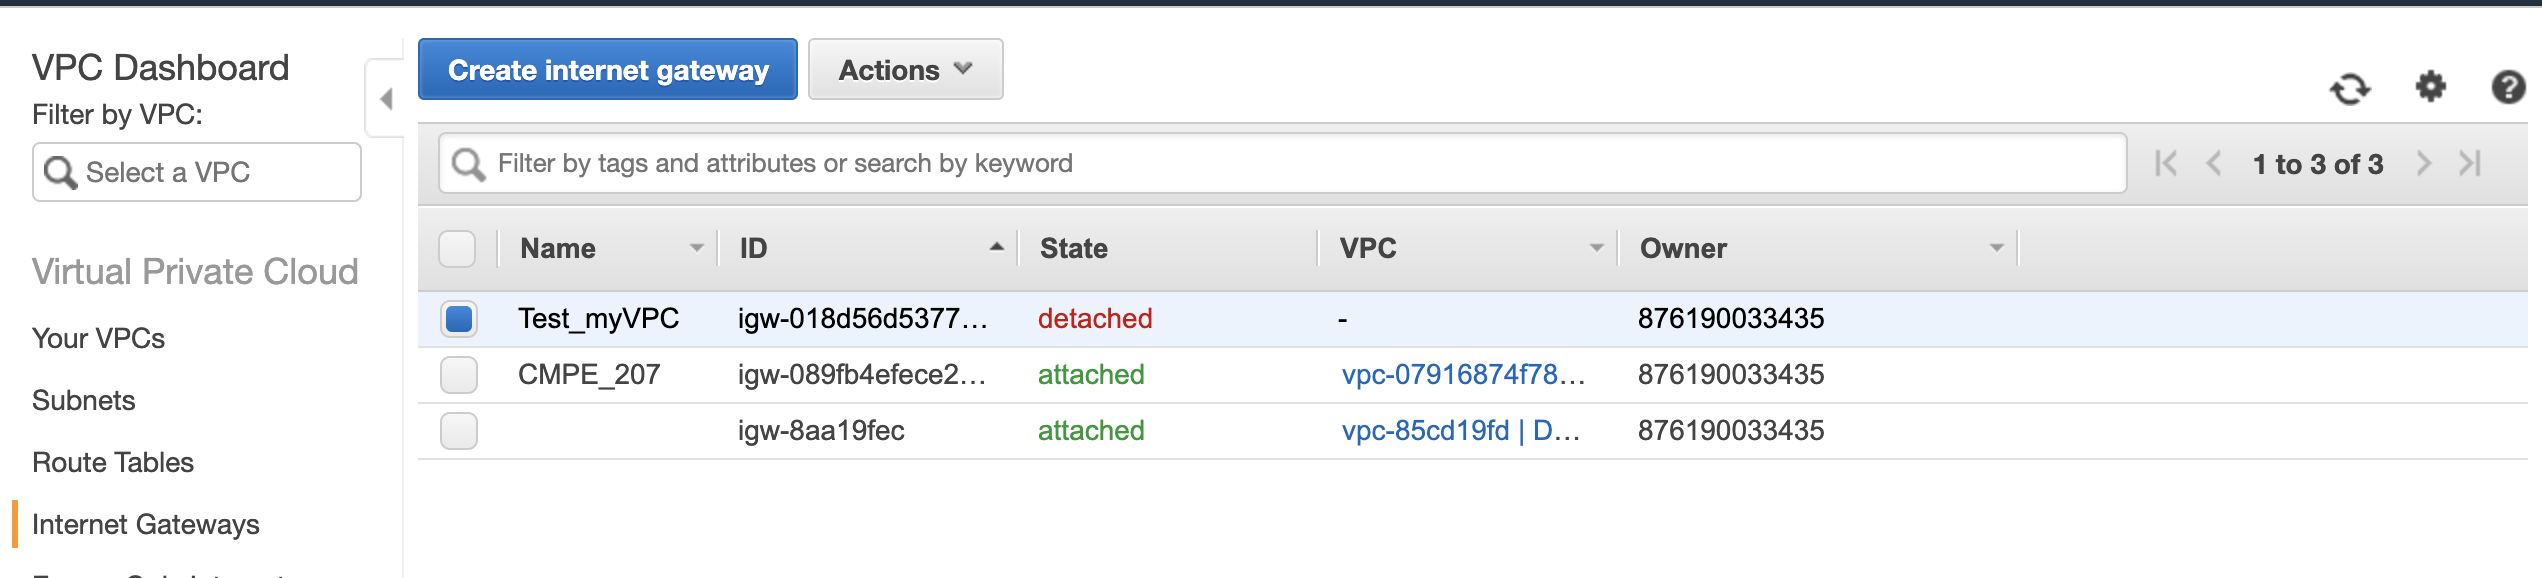 VPC Dashboard
Filter by VPC:
Select a VPC
Virtual Private Cloud
Your VPCs
Subnets
Route Tables
Internet Gateways
Create internet gateway
Actions
Filter by tags and attributes or search by keyword
1 to 3 of 3
Name ID State VPC Owner
Test_myVPC igw-018d56d5377... detached - 876190033435
CMPE_207 igw-089fb4efece2... attached vpc-07916874f78... 876190033435
igw-8aa19fec attached vpc-85cd19fd | D... 876190033435